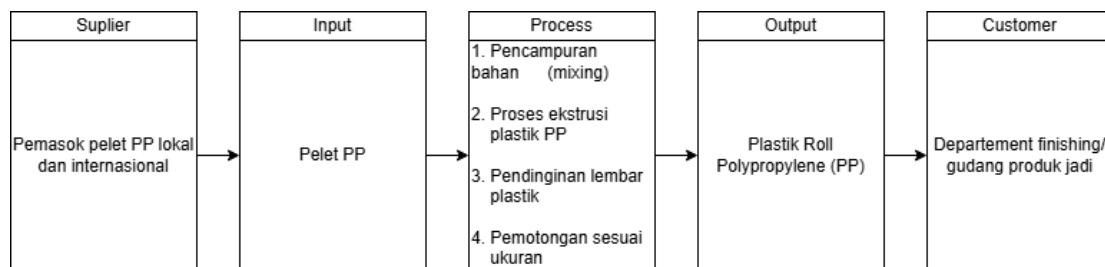 Suplier
Pemasok pelet PP lokal
dan internasional
Input
Pelet PP
Process
1. Pencampuran
bahan (mixing)
2. Proses ekstrusi
plastik PP
3. Pendinginan lembar
plastik
4. Pemotongan sesuai
ukuran
Output
Plastik Roll
Polypropylene (PP)
Customer
Departement finishing/
gudang produk jadi